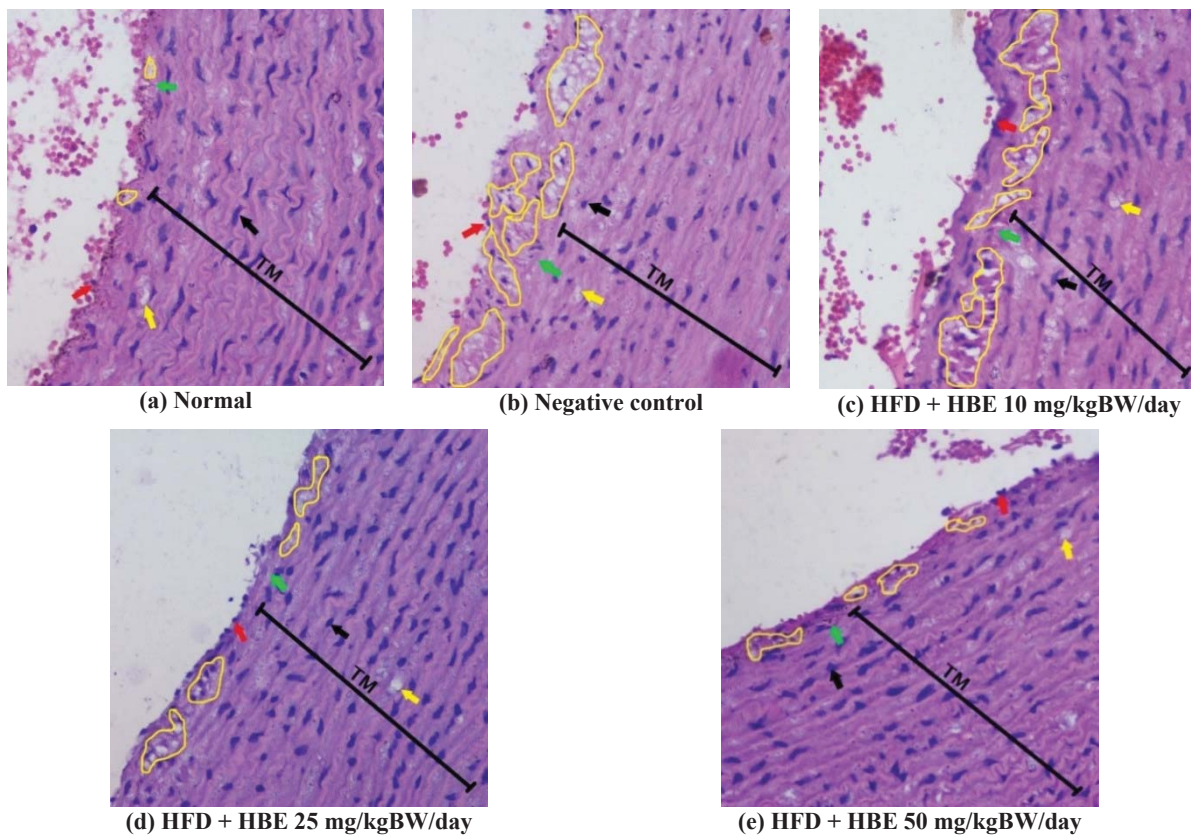 TM
(a) Normal
TM
(b) Negative control
TM
(c) HFD + HBE 10 mg/kgBW/day
TM
(d) HFD + HBE 25 mg/kgBW/day
TM
(e) HFD + HBE 50 mg/kgBW/day